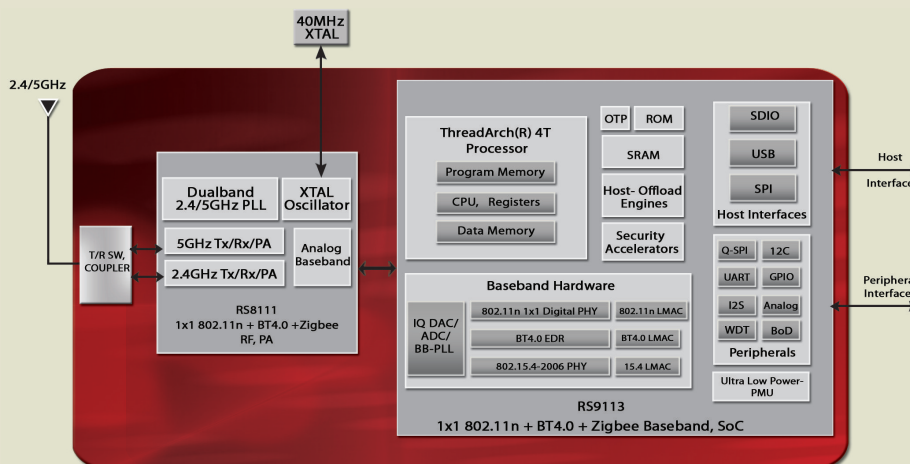 40MHz
XTAL
2.4/5GHz
T/R SW,
COUPLER
Dualband
2.4/5GHz PLL
XTAL
Oscillator
5GHz Tx/Rx/PA
2.4GHz Tx/Rx/PA
Analog
Baseband
RS8111
1x1 802.11n + BT4.0 +Zigbee
RF, PA
ThreadArch(R) 4T
Processor
Program Memory
CPU, Registers
Data Memory
OTP
ROM
SRAM
Host- Offload
Engines
Security
Accelerators
SDIO
USB
SPI
Host Interfaces
Host
Interface
Q-SPI
12C
UART
GPIO
I2S
Analog
WDT
BoD
Peripherals
Periphera
Interface
Ultra Low Power-
PMU
Baseband Hardware
IQ DAC/
ADC/
BB-PLL
802.11n 1x1 Digital PHY
802.11n LMAC
BT4.0 EDR
BT4.0 LMAC
802.15.4-2006 PHY
15.4 LMAC
RS9113
1x1 802.11n + BT4.0 + Zigbee Baseband, SoC